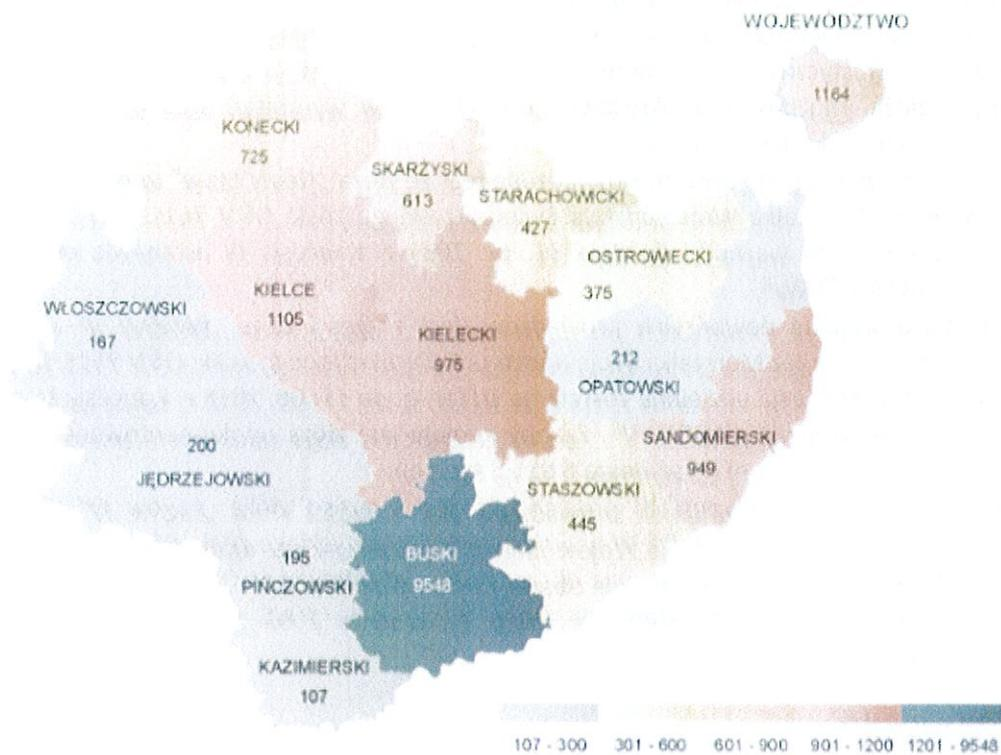 WOJEWÓDZTWO
1164
KONECKI
725
SKARŻYSKI
613
STARACHOWICKI
427
OSTROWIECKI
375
KIELCE
1105
WŁOSZCZOWSKI
167
KIELECKI
975
212
OPATOWSKI
SANDOMIERSKI
949
200
JĘDRZEJOWSKI
STASZOWSKI
445
195
PIŃCZOWSKI
BUSKI
9548
KAZIMIERSKI
107
107 - 300 301 - 600 601 - 900 901 - 1200 1201 - 9548